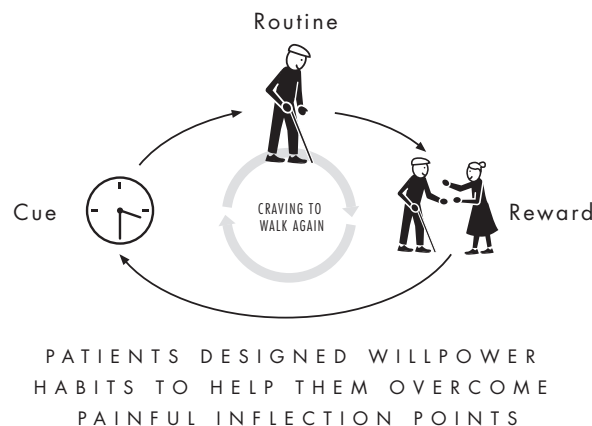 Routine
Cue
CRAVING TO
WALK AGAIN
Reward
PATIENTS DESIGNED WILLPOWER
HABITS TO HELP THEM OVERCOME
PAINFUL INFLECTION POINTS